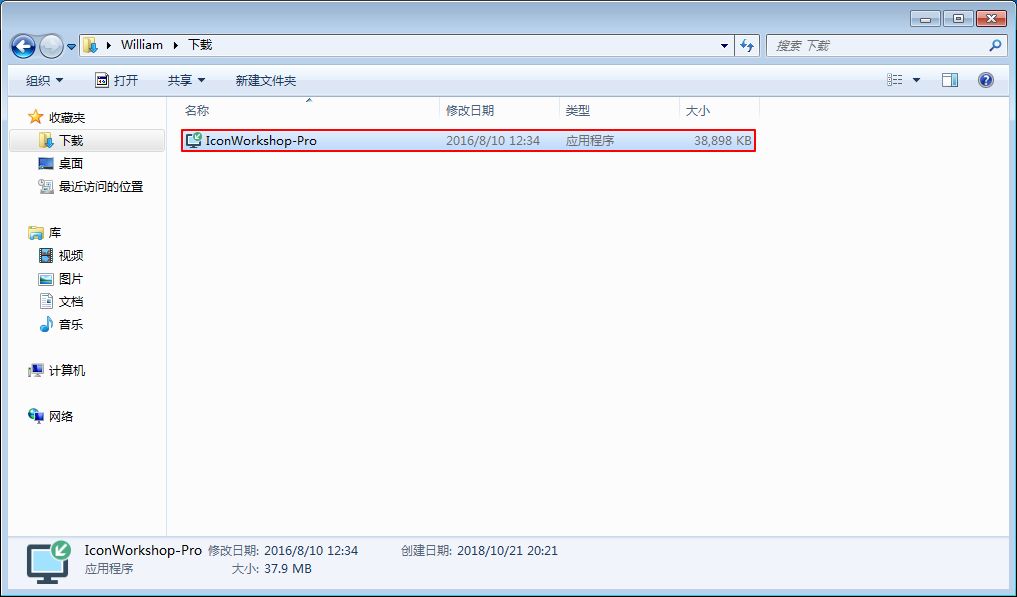 William 下载
搜索 下载
组织 打开 共享 新建文件夹
名称 修改日期 类型 大小
IconWorkshop-Pro 2016/8/10 12:34 应用程序 38,898 KB
收藏夹
下载
桌面
最近访问的位置
库
视频
图片
文档
音乐
计算机
网络
IconWorkshop-Pro 修改日期: 2016/8/10 12:34 创建日期: 2018/10/21 20:21
应用程序 大小: 37.9 MB